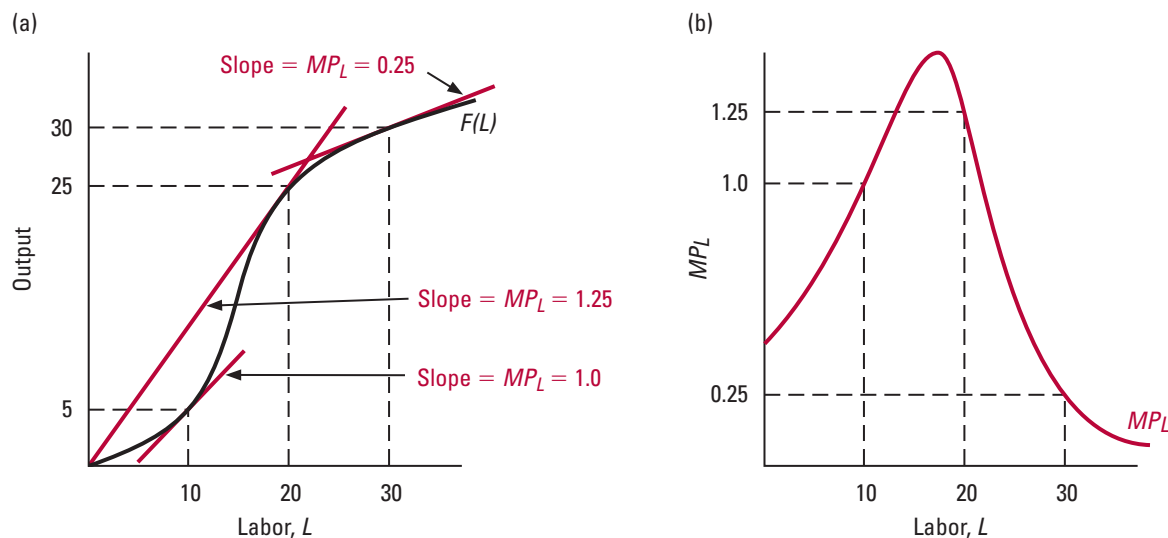 (a)
Slope = MPL = 0.25
F(L)
30
25
Output
Slope = MPL = 1.25
Slope = MPL = 1.0
5
10 20 30
Labor, L
(b)
1.25
1.0
MPL
0.25
MPL
10 20 30
Labor, L